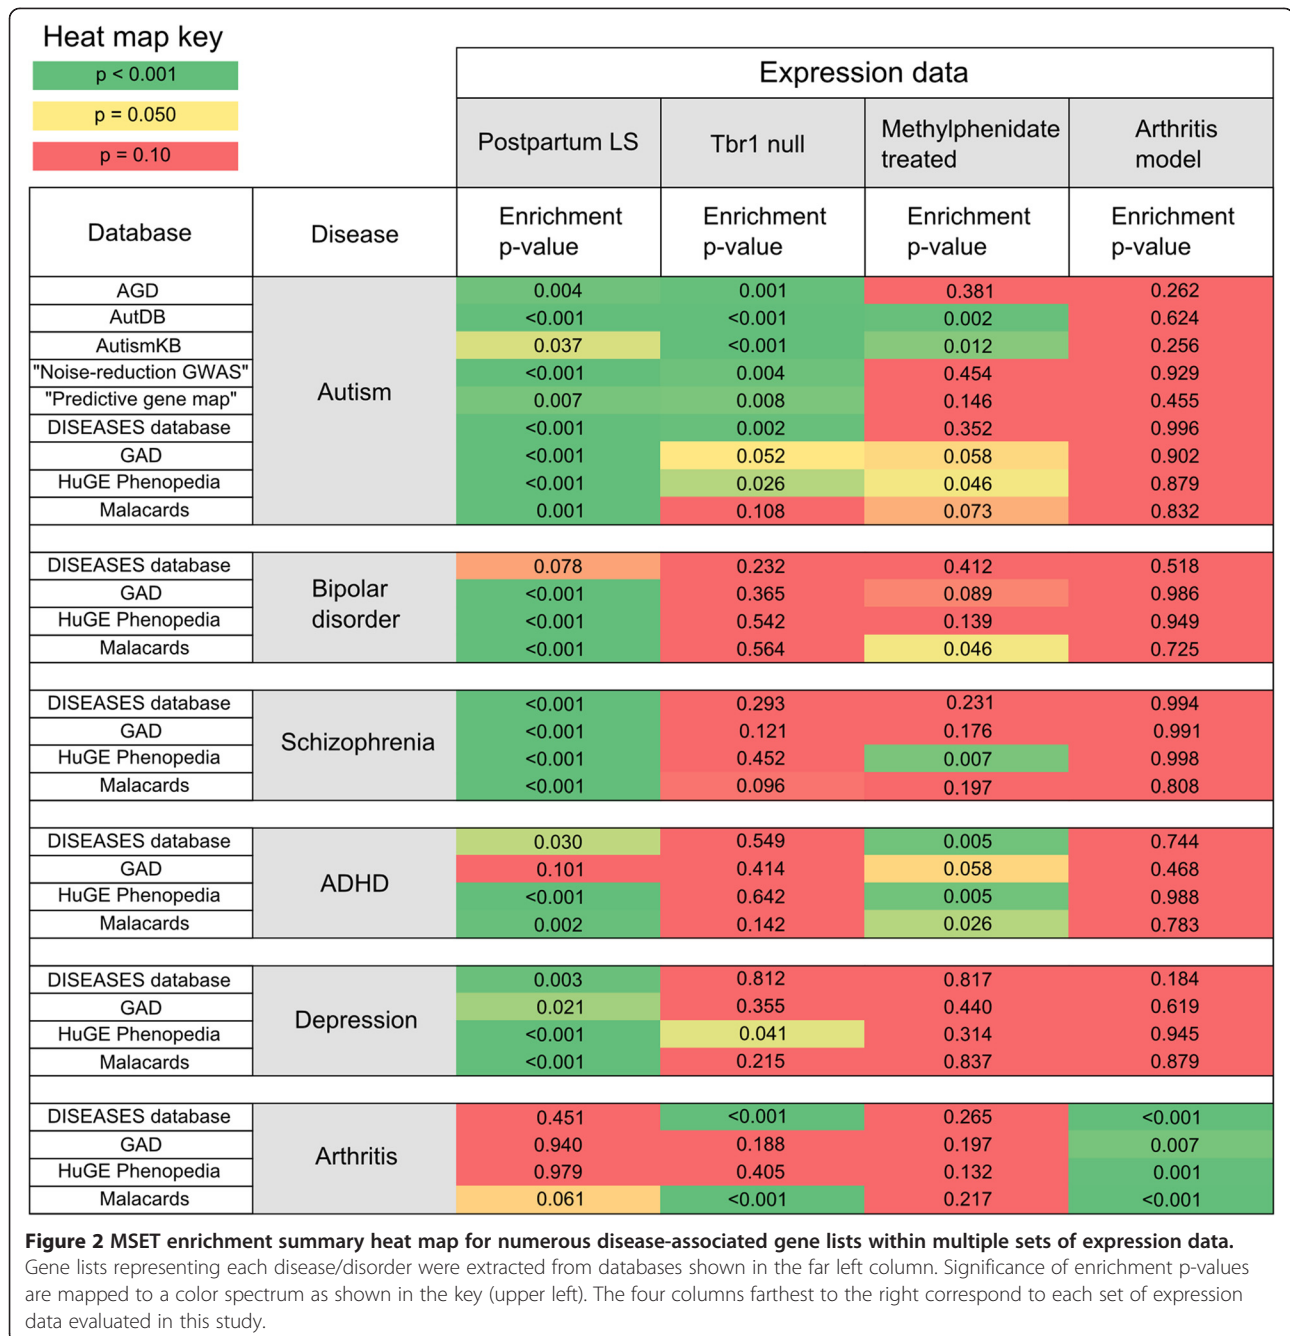 Heat map key
p < 0.001
p = 0.050
p = 0.10
Expression data
Postpartum LS Tbr1 null Methylphenidate treated Arthritis model
Database Disease Enrichment p-value Enrichment p-value Enrichment p-value Enrichment p-value
Autism
AGD 0.004 0.001 0.381 0.262
AutDB <0.001 <0.001 0.002 0.624
AutismKB 0.037 <0.001 0.012 0.256
"Noise-reduction GWAS" <0.001 0.004 0.454 0.929
"Predictive gene map" 0.007 0.008 0.146 0.455
DISEASES database <0.001 0.002 0.352 0.996
GAD <0.001 0.052 0.058 0.902
HuGE Phenopedia <0.001 0.026 0.046 0.879
Malacards 0.001 0.108 0.073 0.832
Bipolar disorder
DISEASES database 0.078 0.232 0.412 0.518
GAD <0.001 0.365 0.089 0.986
HuGE Phenopedia <0.001 0.542 0.139 0.949
Malacards <0.001 0.564 0.046 0.725
Schizophrenia
DISEASES database <0.001 0.293 0.231 0.994
GAD <0.001 0.121 0.176 0.991
HuGE Phenopedia <0.001 0.452 0.007 0.998
Malacards <0.001 0.096 0.197 0.808
ADHD
DISEASES database 0.030 0.549 0.005 0.744
GAD 0.101 0.414 0.058 0.468
HuGE Phenopedia <0.001 0.642 0.005 0.988
Malacards 0.002 0.142 0.026 0.783
Depression
DISEASES database 0.003 0.812 0.817 0.184
GAD 0.021 0.355 0.440 0.619
HuGE Phenopedia <0.001 0.041 0.314 0.945
Malacards <0.001 0.215 0.837 0.879
Arthritis
DISEASES database 0.451 <0.001 0.265 <0.001
GAD 0.940 0.188 0.197 0.007
HuGE Phenopedia 0.979 0.405 0.132 0.001
Malacards 0.061 <0.001 0.217 <0.001
Figure 2 MSET enrichment summary heat map for numerous disease-associated gene lists within multiple sets of expression data.
Gene lists representing each disease/disorder were extracted from databases shown in the far left column. Significance of enrichment p-values
are mapped to a color spectrum as shown in the key (upper left). The four columns farthest to the right correspond to each set of expression
data evaluated in this study.